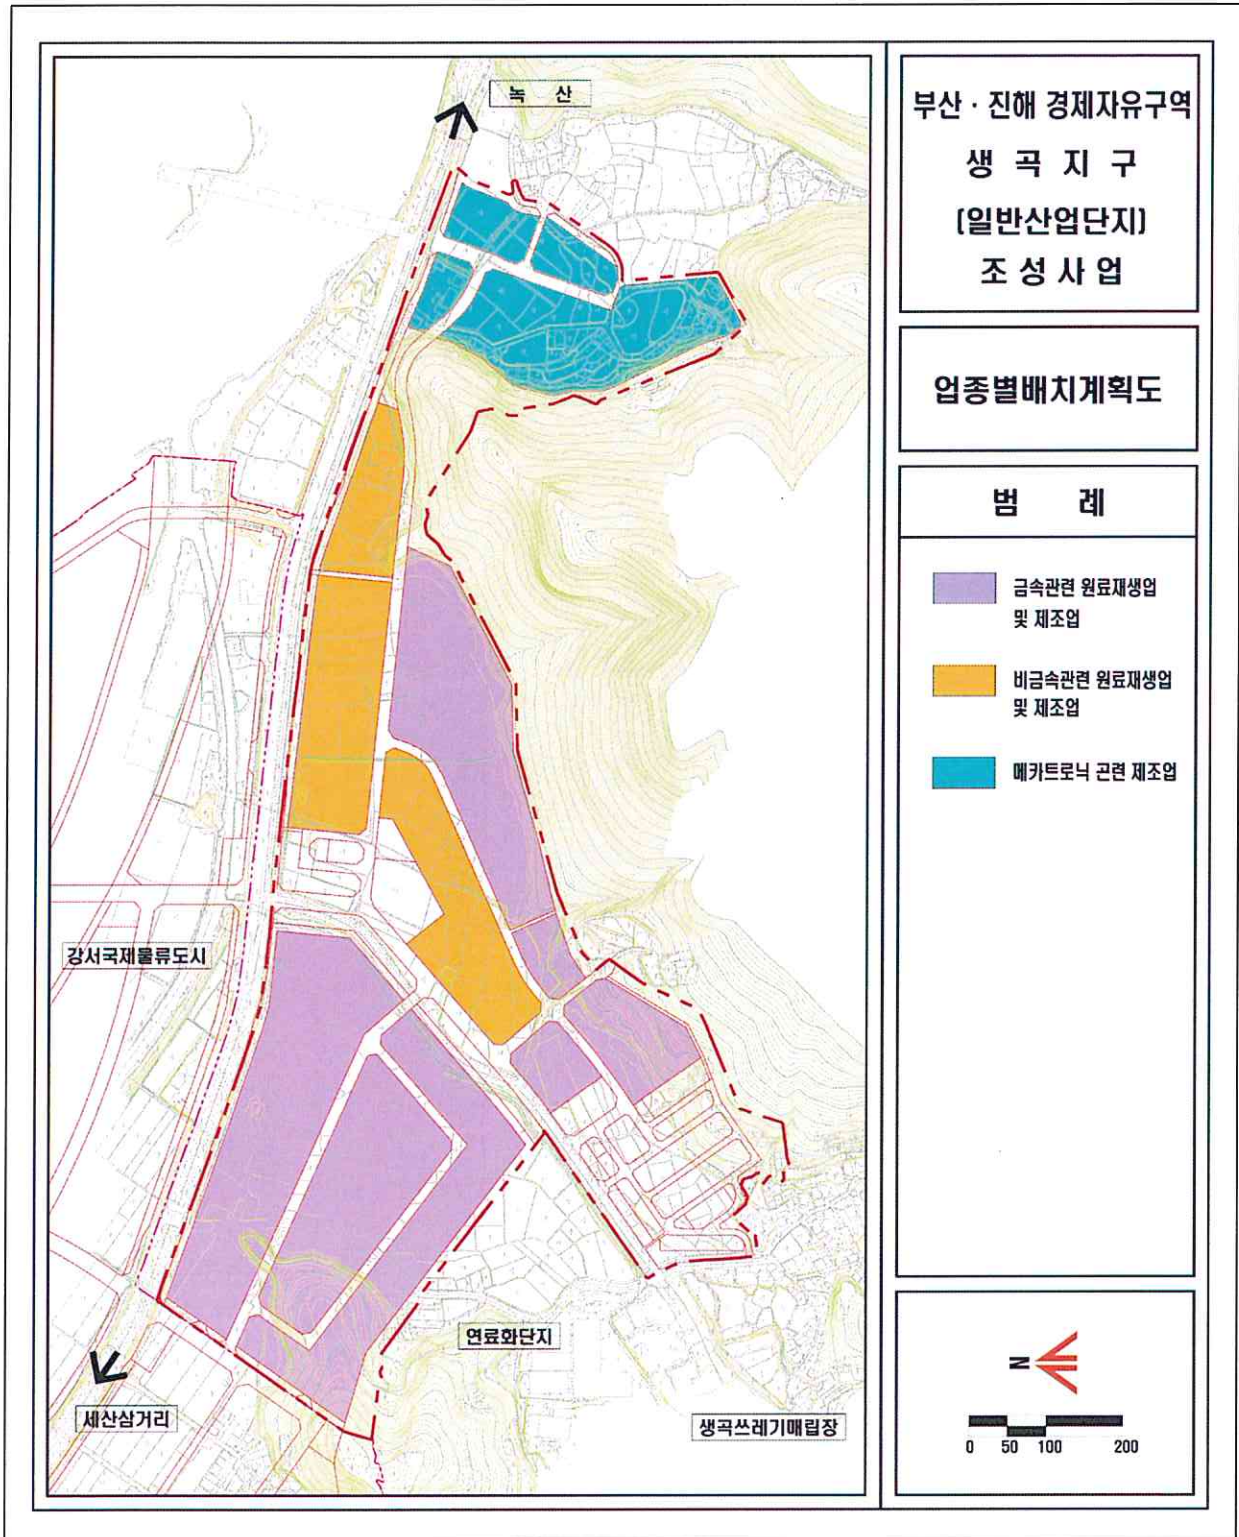 녹 산
강서국제물류도시
세산삼거리
연료화단지
생곡쓰레기매립장
부산 · 진해 경제자유구역
생 곡 지 구
(일반산업단지)
조 성 사 업
업종별배치계획도
범 례
금속관련 원료재생업
및 제조업
비금속관련 원료재생업
및 제조업
메카트로닉 곤련 제조업
N
0 50 100 200